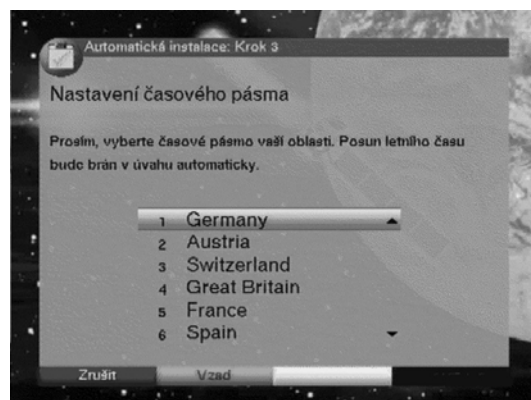 Automatická instalace: Krok 3
Nastavení časového pásma
Prosím, vyberte časové pásmo vaší oblasti. Posun letního času
bude brán v úvahu automaticky.
1 Germany
2 Austria
3 Switzerland
4 Great Britain
5 France
6 Spain
Zrušit Vzad